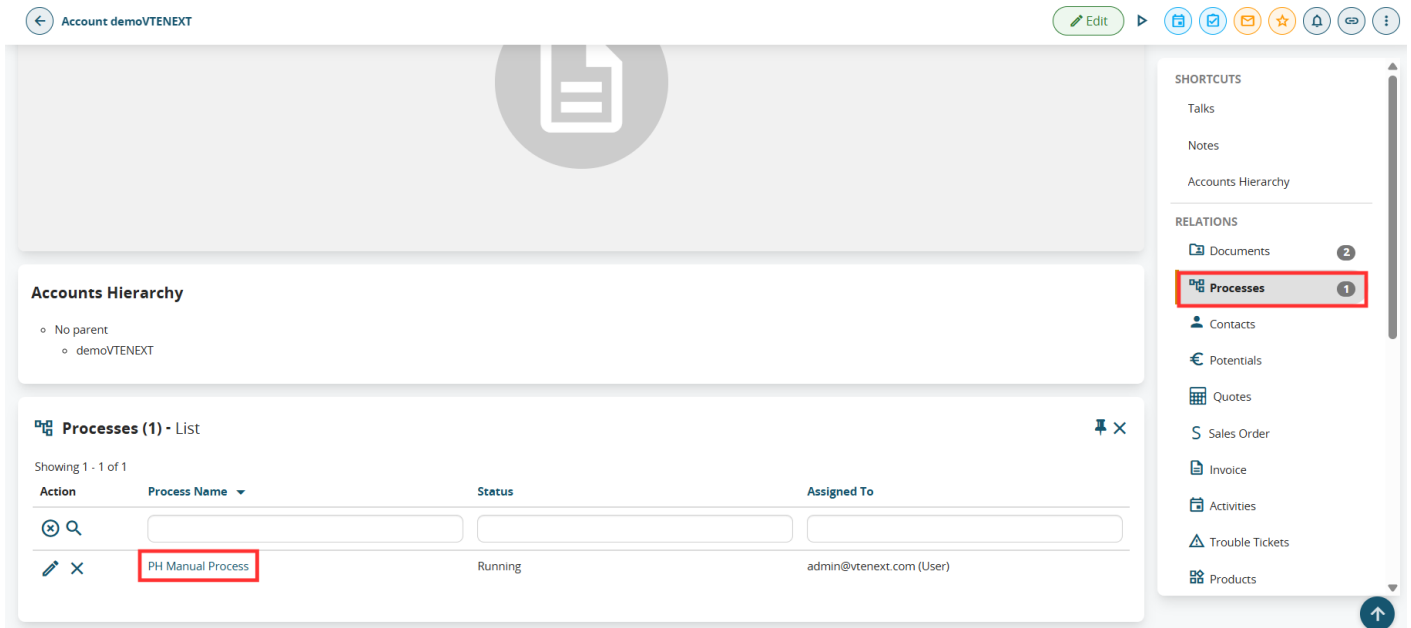 Account demoVTENEXT
Edit
Accounts Hierarchy
No parent
demoVTENEXT
Processes (1) - List
Showing 1 - 1 of 1
Action Process Name Status Assigned To
PH Manual Process Running admin@vtenext.com (User)
SHORTCUTS
Talks
Notes
Accounts Hierarchy
RELATIONS
Documents 2
Processes 1
Contacts
Potentials
Quotes
Sales Order
Invoice
Activities
Trouble Tickets
Products